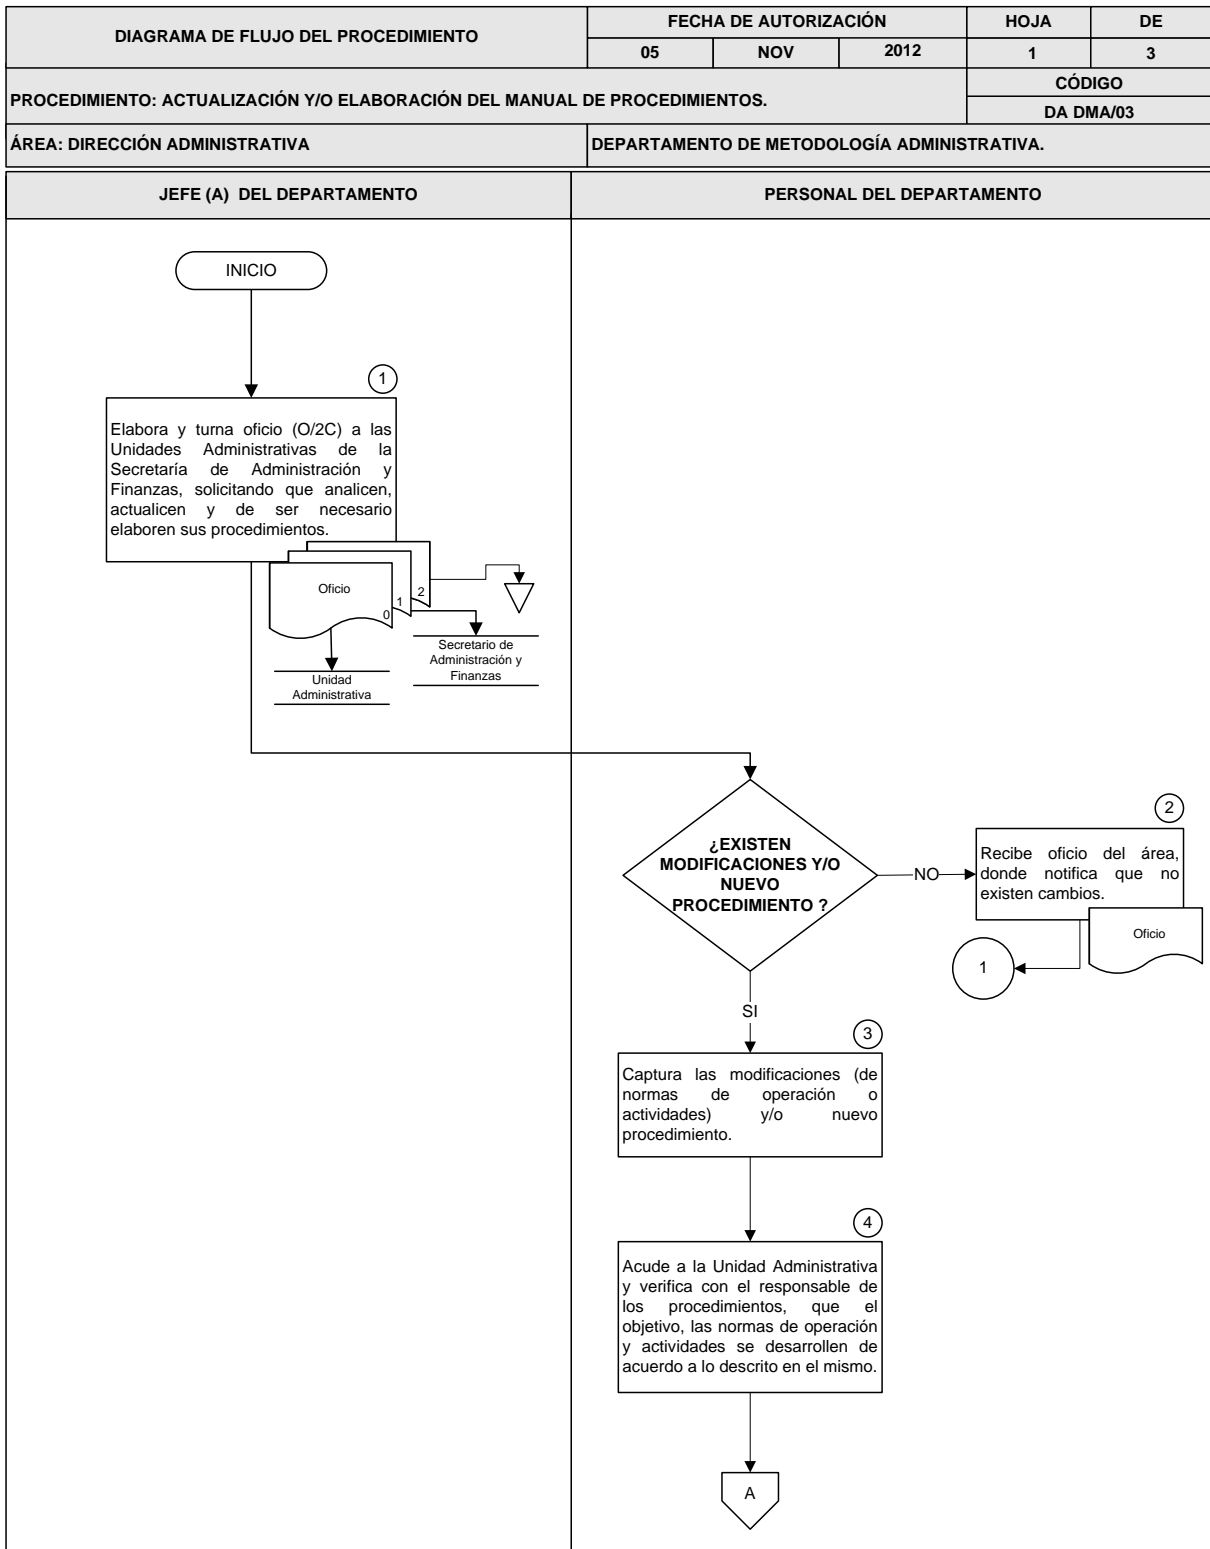 DIAGRAMA DE FLUJO DEL PROCEDIMIENTO
FECHA DE AUTORIZACIÓN
HOJA
DE
05
NOV
2012
1
3
PROCEDIMIENTO: ACTUALIZACIÓN Y/O ELABORACIÓN DEL MANUAL DE PROCEDIMIENTOS.
CÓDIGO
DA DMA/03
ÁREA: DIRECCIÓN ADMINISTRATIVA
DEPARTAMENTO DE METODOLOGÍA ADMINISTRATIVA.
JEFE (A) DEL DEPARTAMENTO
PERSONAL DEL DEPARTAMENTO
INICIO
1
Elabora y turna oficio (O/2C) a las
Unidades Administrativas de la
Secretaría de Administración y
Finanzas, solicitando que analicen,
actualicen y de ser necesario
elaboren sus procedimientos.
Oficio
0
1
2
Secretario de
Administración y
Finanzas
Unidad
Administrativa
¿EXISTEN
MODIFICACIONES Y/O
NUEVO
PROCEDIMIENTO ?
NO
2
Recibe oficio del área,
donde notifica que no
existen cambios.
Oficio
1
SI
3
Captura las modificaciones (de
normas de operación o
actividades) y/o nuevo
procedimiento.
4
Acude a la Unidad Administrativa
y verifica con el responsable de
los procedimientos, que el
objetivo, las normas de operación
y actividades se desarrollen de
acuerdo a lo descrito en el mismo.
A